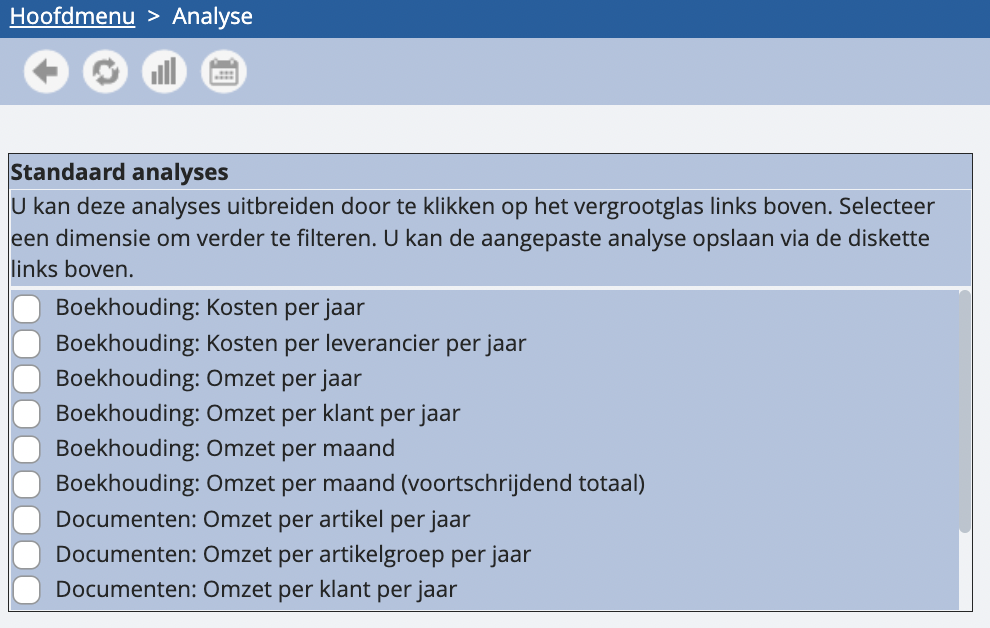 Hoofdmenu > Analyse
Standaard analyses
U kan deze analyses uitbreiden door te klikken op het vergrootglas links boven. Selecteer
een dimensie om verder te filteren. U kan de aangepaste analyse opslaan via de diskette
links boven.
Boekhouding: Kosten per jaar
Boekhouding: Kosten per leverancier per jaar
Boekhouding: Omzet per jaar
Boekhouding: Omzet per klant per jaar
Boekhouding: Omzet per maand
Boekhouding: Omzet per maand (voortschrijdend totaal)
Documenten: Omzet per artikel per jaar
Documenten: Omzet per artikelgroep per jaar
Documenten: Omzet per klant per jaar